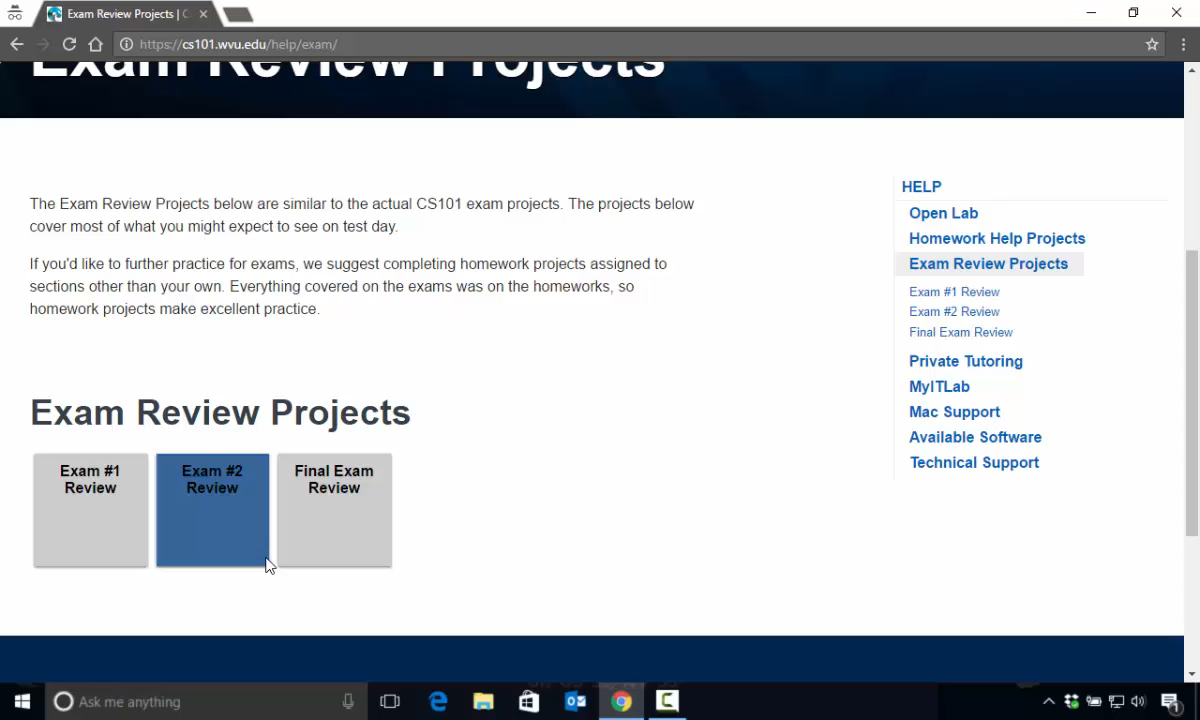 Exam Review Projects | C
https://cs101.wvu.edu/help/exam/
Exam Review Projects
The Exam Review Projects below are similar to the actual CS101 exam projects. The projects below
cover most of what you might expect to see on test day.
If you'd like to further practice for exams, we suggest completing homework projects assigned to
sections other than your own. Everything covered on the exams was on the homeworks, so
homework projects make excellent practice.
Exam Review Projects
Exam #1
Review
Exam #2
Review
Final Exam
Review
HELP
Open Lab
Homework Help Projects
Exam Review Projects
Exam #1 Review
Exam #2 Review
Final Exam Review
Private Tutoring
MyITLab
Mac Support
Available Software
Technical Support
Ask me anything
1